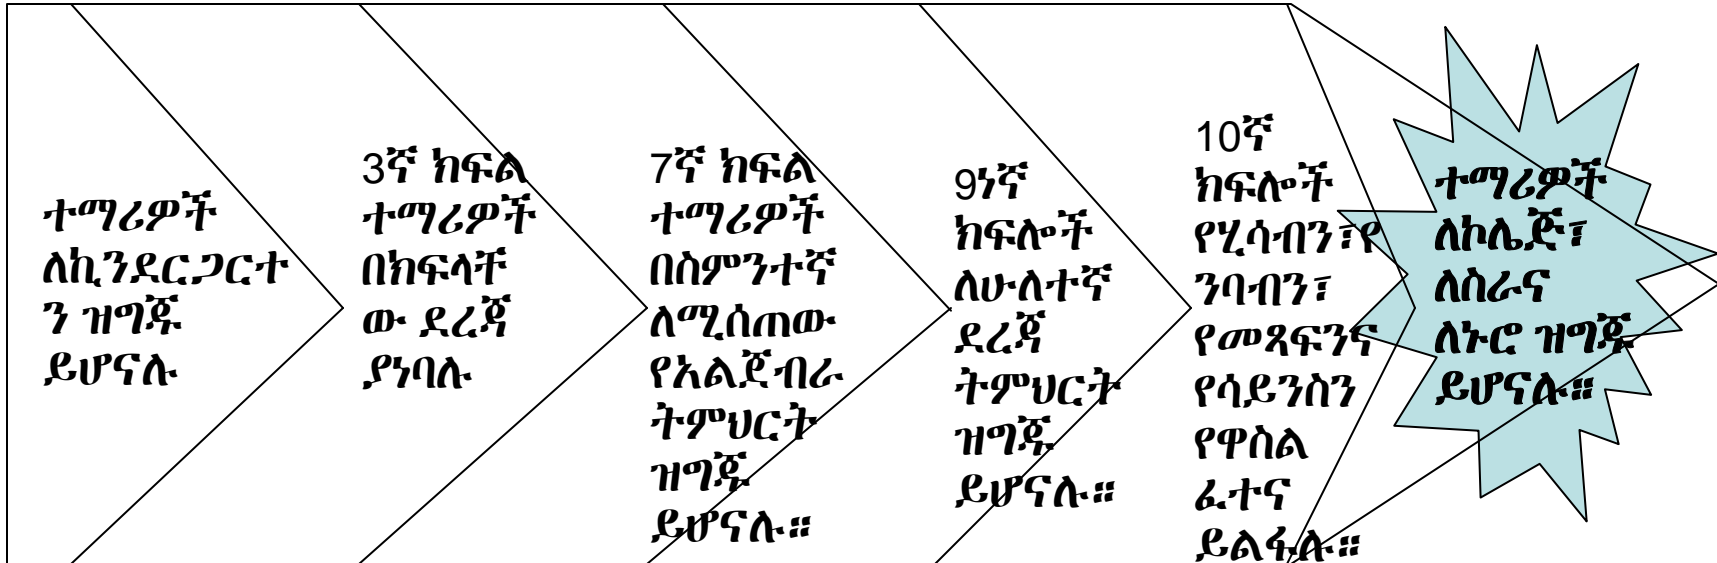 ተማሪዎች
ለኪንደርጋርተ
ን ዝግጁ
ይሆናሉ
3ኛ ክፍል
ተማሪዎች
በክፍላቸ
ው ደረጃ
ያነባሉ
7ኛ ክፍል
ተማሪዎች
በስምንተኛ
ለሚሰጠው
የአልጀብራ
ትምህርት
ዝግጁ
ይሆናሉ።
9ነኛ
ክፍሎች
ለሁለተኛ
ደረጃ
ትምህርት
ዝግጁ
ይሆናሉ።
10ኛ
ክፍሎች
የሂሳብን፣የ
ንባብን፣
የመጻፍንና
የሳይንስን
የዋስል
ፈተና
ይልፋሉ።
ተማሪዎች
ለኮሌጅ፣
ለስራና
ለኑሮ ዝግጁ
ይሆናሉ።